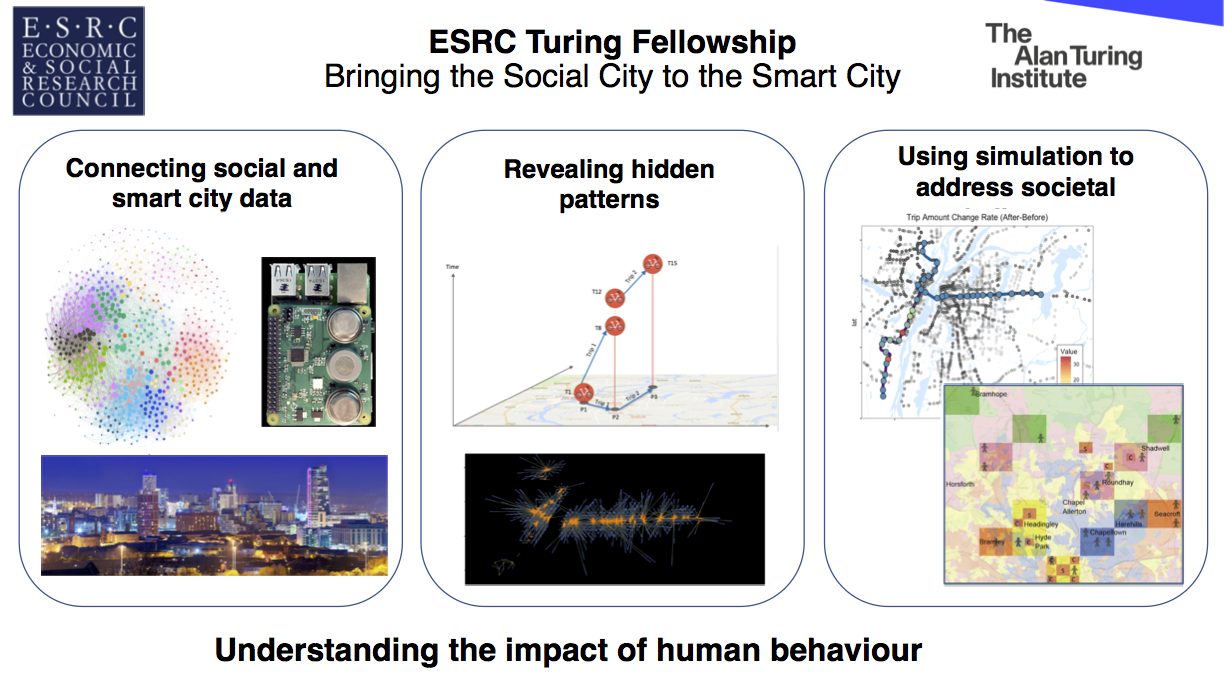 E·S·R·C
ECONOMIC
& SOCIAL
RESEARCH
COUNCIL
ESRC Turing Fellowship
Bringing the Social City to the Smart City
The
Alan Turing
Institute
Connecting social and
smart city data
Revealing hidden
patterns
Time
T15
T12
Trip 2
T8
Trip 1
T1
P1
Trip 1
P2
Trip 2
P3
Using simulation to
address societal
Trip Amount Change Rate (After-Before)
lat
Value
30
20
Bramhope
S
Shadwell
C
C
Horsforth
Roundhay
Chapel
Allerton
S
Seacroft
C
Headingley
Harehills
Chapeltown
Bramley
C
Hyde
Park
C
C
S
C
C
Understanding the impact of human behaviour